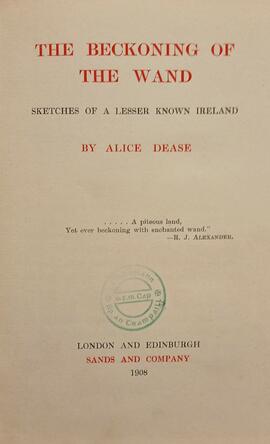 THE BECKONING OF
THE WAND
SKETCHES OF A LESSER KNOWN IRELAND
BY ALICE DEASE
. . . . . A piteous land,
Yet ever beckoning with enchanted wand."
—H. J. ALEXANDER.
LONDON AND EDINBURGH
SANDS AND COMPANY
1908